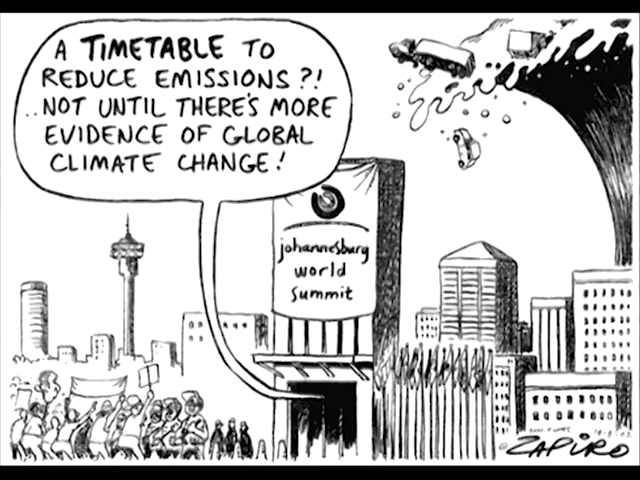 A TIMETABLE TO
REDUCE EMISSIONS?!
..NOT UNTIL THERE'S MORE
EVIDENCE OF GLOBAL
CLIMATE CHANGE!
johannesburg
world
summit
ZAPIRO